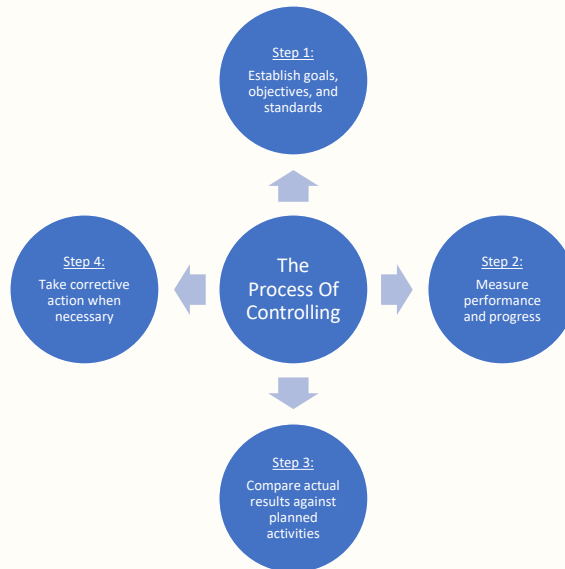 Step 1:
Establish goals,
objectives, and
standards
Step 4:
Take corrective
action when
necessary
The
Process Of
Controlling
Step 2:
Measure
performance
and progress
Step 3:
Compare actual
results against
planned
activities